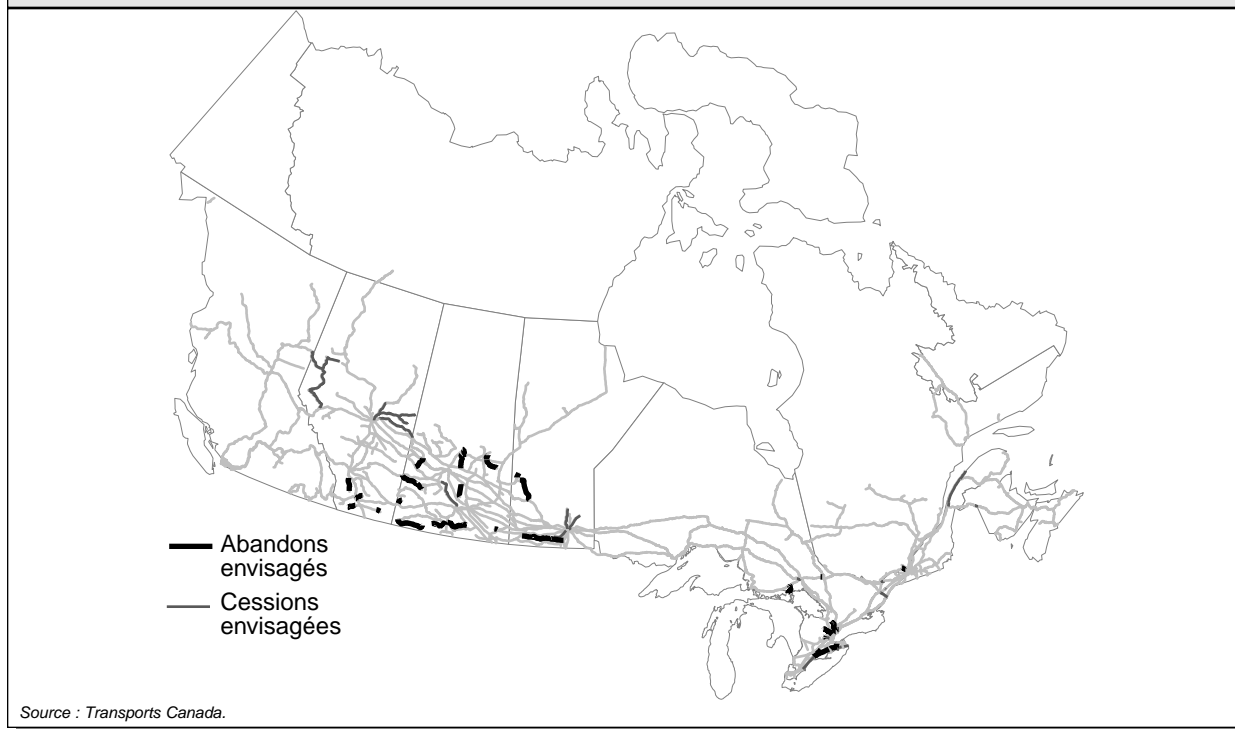 Abandons
envisagés
Cessions
envisagées
Source : Transports Canada.